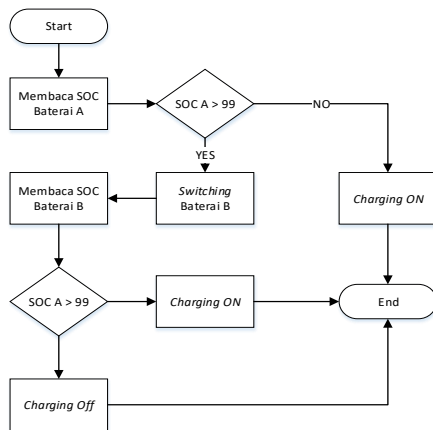 Start
Membaca SOC
Baterai A
SOC A > 99
NO
YES
Membaca SOC
Baterai B
Switching
Baterai B
Charging ON
SOC A > 99
Charging ON
End
Charging Off